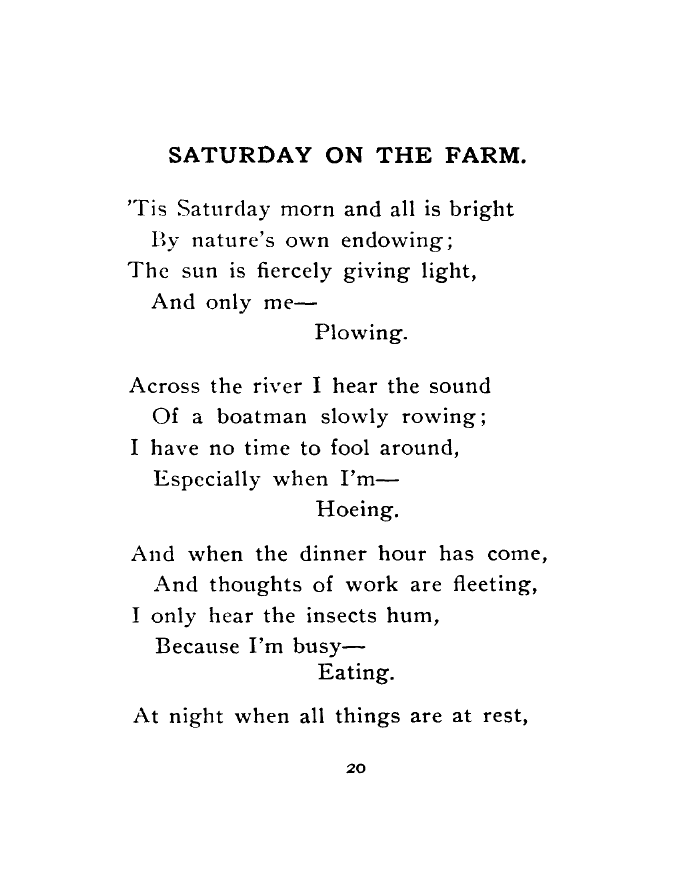 SATURDAY ON THE FARM.
'Tis Saturday morn and all is bright
By nature's own endowing;
The sun is fiercely giving light,
And only me—
Plowing.
Across the river I hear the sound
Of a boatman slowly rowing;
I have no time to fool around,
Especially when I'm—
Hoeing.
And when the dinner hour has come,
And thoughts of work are fleeting,
I only hear the insects hum,
Because I'm busy—
Eating.
At night when all things are at rest,
20